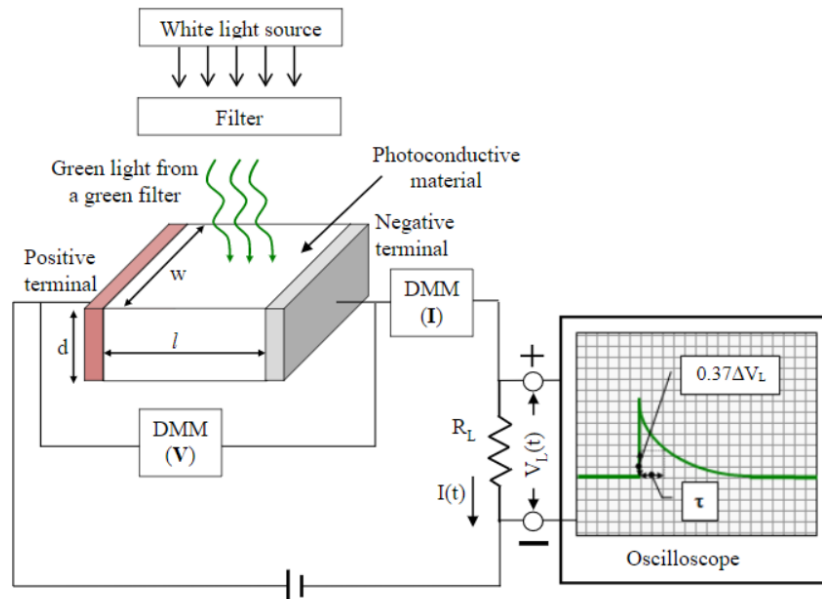 White light source
Filter
Green light from
a green filter
Photoconductive
material
Positive
terminal
Negative
terminal
w
d
l
DMM
(I)
DMM
(V)
+
R_L
V_L(t)
I(t)
0.37ΔV_L
τ
Oscilloscope